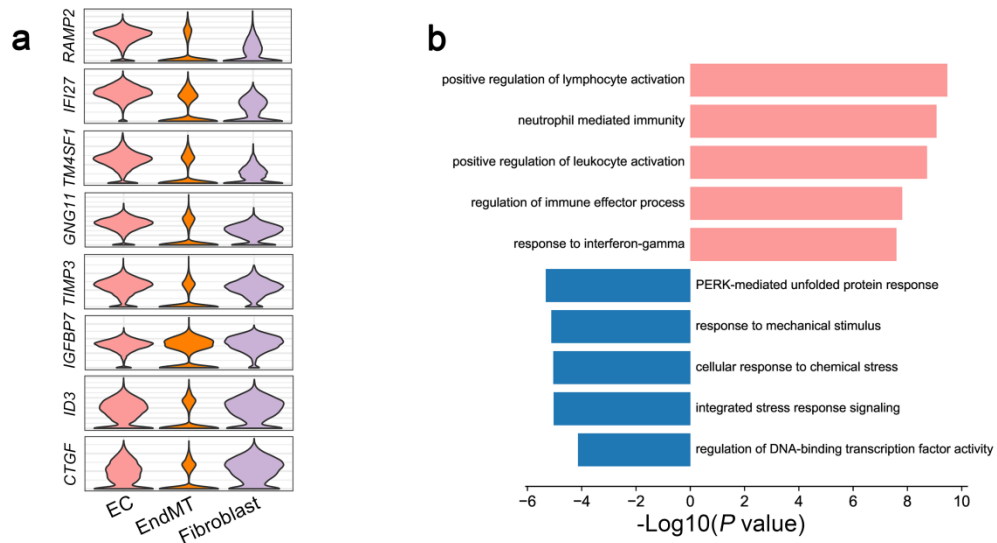 a
RAMP2
IFI27
TM4SF1
GNG11
TIMP3
IGFBP7
ID3
CTGF
EC
EndMT
Fibroblast
b
positive regulation of lymphocyte activation
neutrophil mediated immunity
positive regulation of leukocyte activation
regulation of immune effector process
response to interferon-gamma
PERK-mediated unfolded protein response
response to mechanical stimulus
cellular response to chemical stress
integrated stress response signaling
regulation of DNA-binding transcription factor activity
−6 −4 −2 0 2 4 6 8 10
-Log10(P value)